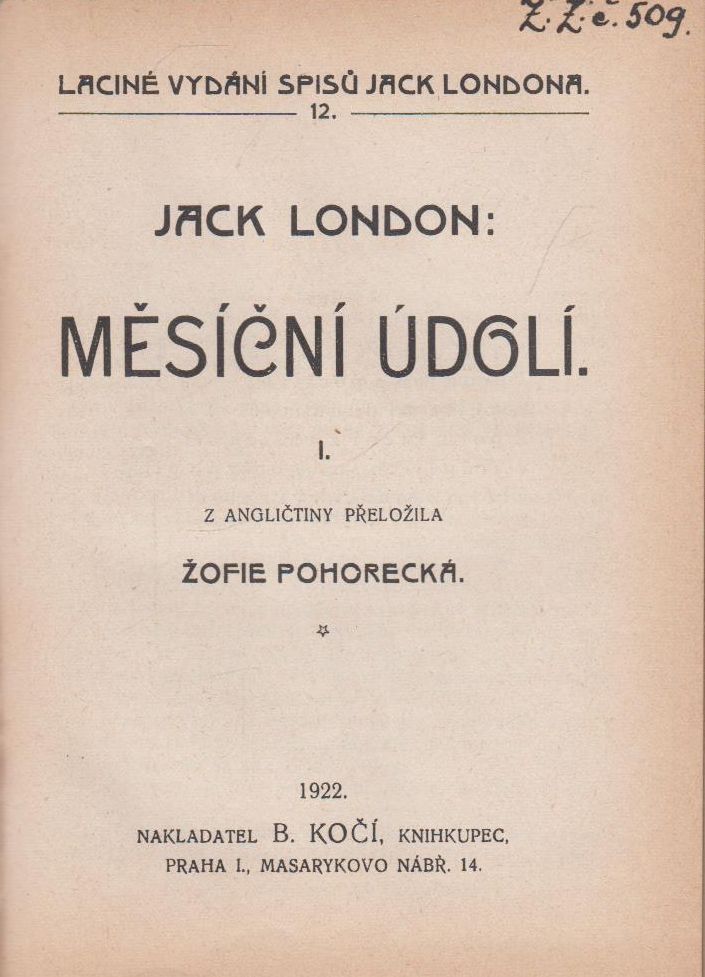 Ž. Ž. č. 509.
LACINÉ VYDÁNÍ SPISŮ JACK LONDONA.
12.
JACK LONDON:
MĚSÍČNÍ ÚDOLÍ.
I.
Z ANGLIČTINY PŘELOŽILA
ŽOFIE POHORECKÁ.
1922.
NAKLADATEL B. KOČÍ, KNIHKUPEC,
PRAHA I., MASARYKOVO NÁBŘ. 14.